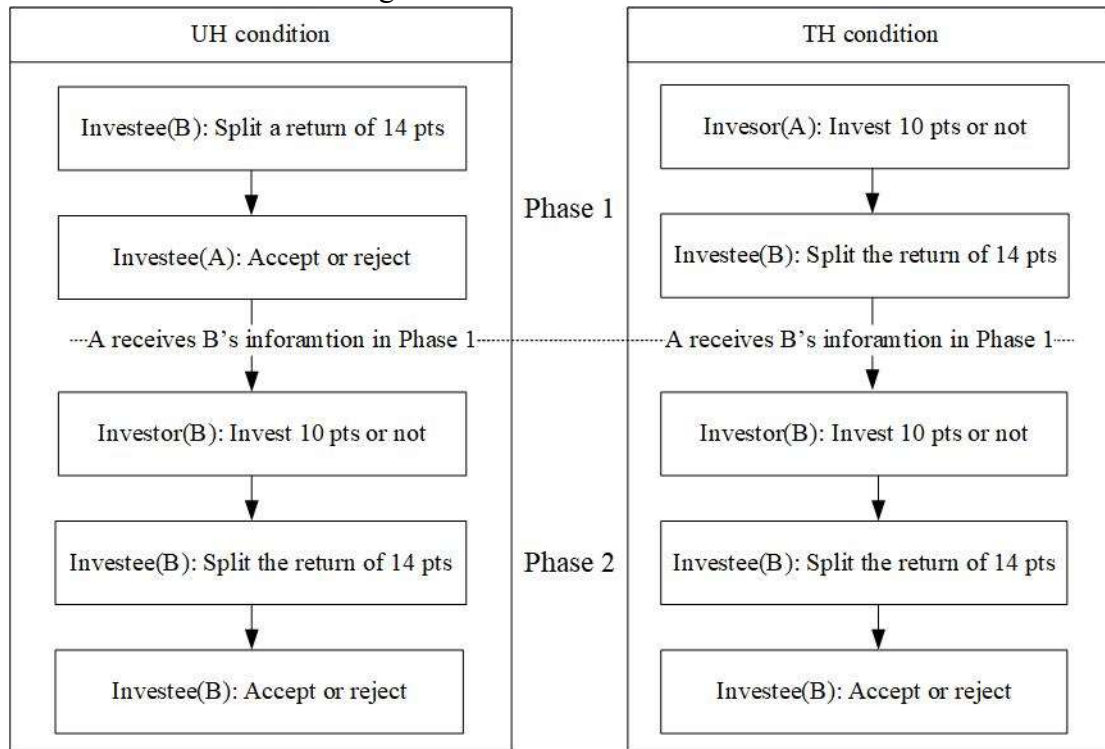 UH condition
Investee(B): Split a return of 14 pts
Investee(A): Accept or reject
TH condition
Invesor(A): Invest 10 pts or not
Investee(B): Split the return of 14 pts
Phase 1
A receives B's inforamtion in Phase 1
A receives B's inforamtion in Phase 1
Investor(B): Invest 10 pts or not
Investee(B): Split the return of 14 pts
Investee(B): Accept or reject
Phase 2
Investor(B): Invest 10 pts or not
Investee(B): Split the return of 14 pts
Investee(B): Accept or reject